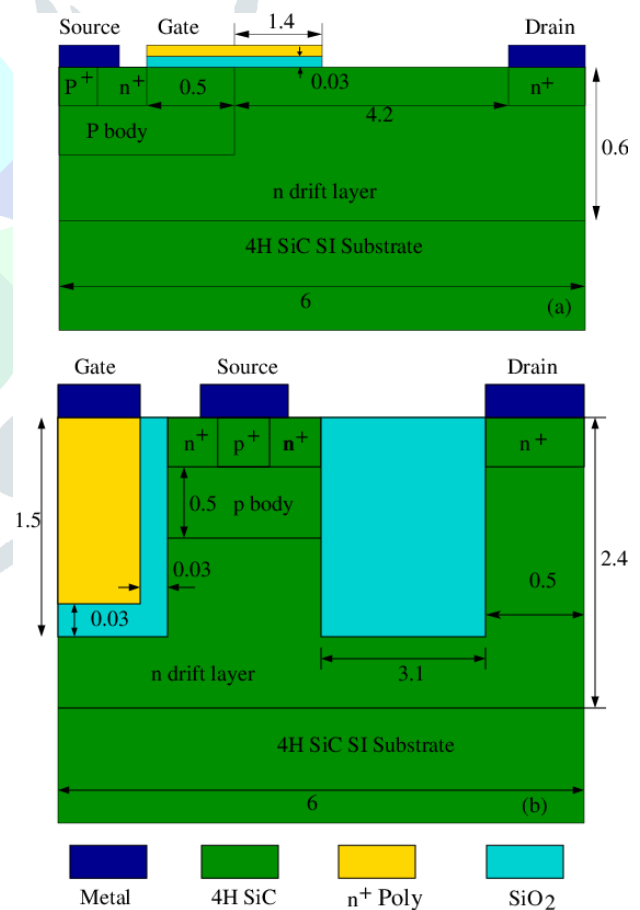 Source Gate 1.4 Drain
P+ n+ 0.5 0.03 n+
4.2
P body
0.6
n drift layer
4H SiC SI Substrate
6
(a)
Gate Source Drain
n+ p+ n+ n+
0.5 p body
1.5
2.4
0.03
0.5
0.03
n drift layer 3.1
4H SiC SI Substrate
6
(b)
Metal 4H SiC n+ Poly SiO2